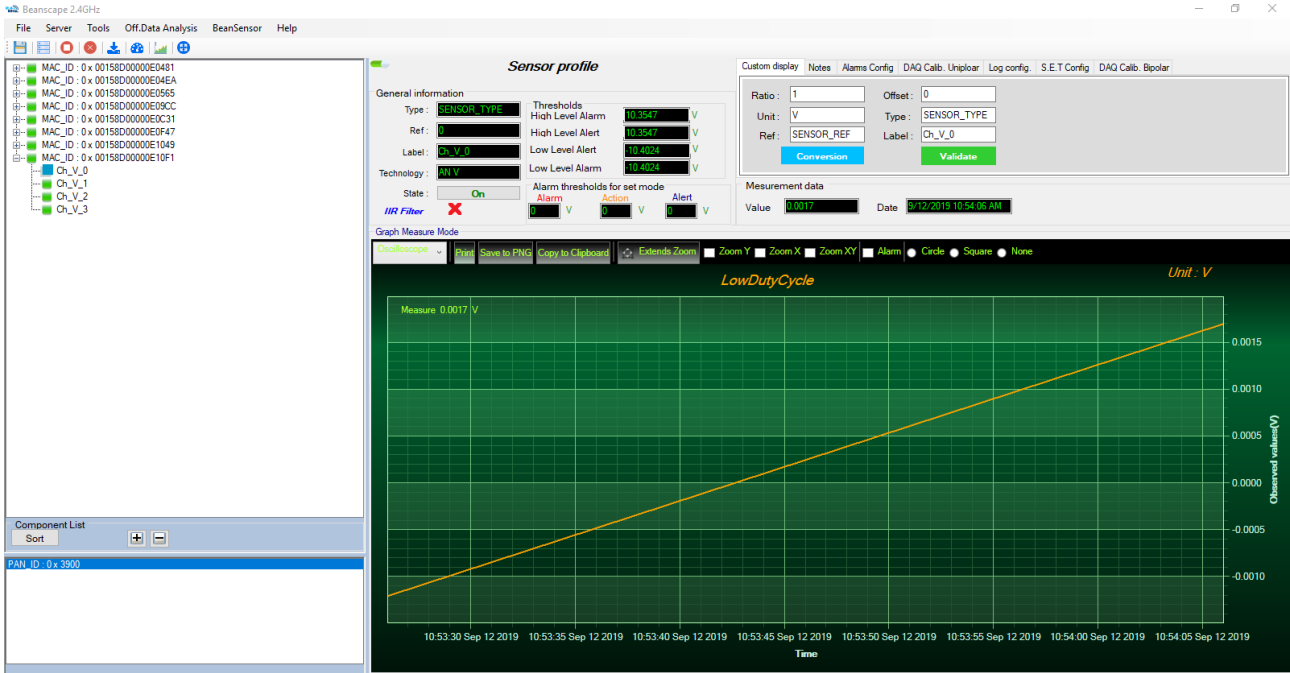 Beanscape 2.4GHz
File Server Tools Off.Data Analysis BeanSensor Help
MAC_ID : 0 x 00158D00000E0481
MAC_ID : 0 x 00158D00000E04EA
MAC_ID : 0 x 00158D00000E0565
MAC_ID : 0 x 00158D00000E09CC
MAC_ID : 0 x 00158D00000E0C31
MAC_ID : 0 x 00158D00000E0F47
MAC_ID : 0 x 00158D00000E1049
MAC_ID : 0 x 00158D00000E10F1
Ch_V_0
Ch_V_1
Ch_V_2
Ch_V_3
Component List
Sort
PAN_ID : 0 x 3900
Sensor profile
General information
Type : SENSOR_TYPE
Ref : 0
Label : Ch_V_0
Technology : AN V
State : On
IIR Filter
Thresholds
High Level Alarm 10.3547 V
High Level Alert 10.3547 V
Low Level Alert -10.4024 V
Low Level Alarm -10.4024 V
Alarm thresholds for set mode
Alarm Action Alert
0 V 0 V 0 V
Custom display Notes Alarms Config DAQ Calib. Uniploar Log config. S.E.T Config DAQ Calib. Bipolar
Ratio : 1 Offset : 0
Unit : V Type : SENSOR_TYPE
Ref : SENSOR_REF Label : Ch_V_0
Conversion Validate
Mesurement data
Value 0.0017 Date 9/12/2019 10:54:06 AM
Graph Measure Mode
Oscilloscope Print Save to PNG Copy to Clipboard Extends Zoom Zoom Y Zoom X Zoom XY Alarm Circle Square None
LowDutyCycle
Unit : V
Measure 0.0017 V
0.0015
0.0010
0.0005
0.0000
-0.0005
-0.0010
Observed values(V)
10:53:30 Sep 12 2019 10:53:35 Sep 12 2019 10:53:40 Sep 12 2019 10:53:45 Sep 12 2019 10:53:50 Sep 12 2019 10:53:55 Sep 12 2019 10:54:00 Sep 12 2019 10:54:05 Sep 12 2019
Time